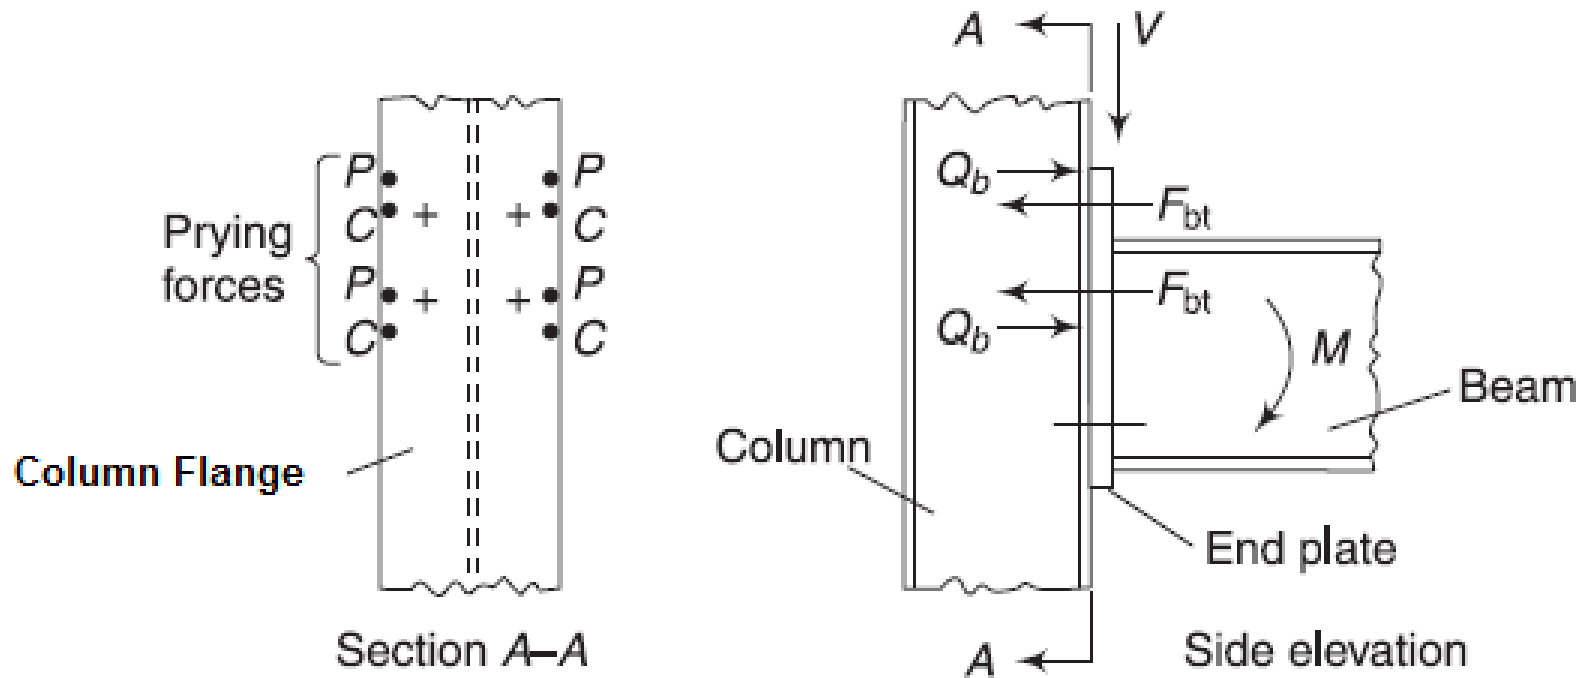 A
V
P
P
Prying
forces
C
C
P
P
C
C
Q_b
F_bt
F_bt
Q_b
M
Beam
Column
Column Flange
End plate
Section A–A
A
Side elevation